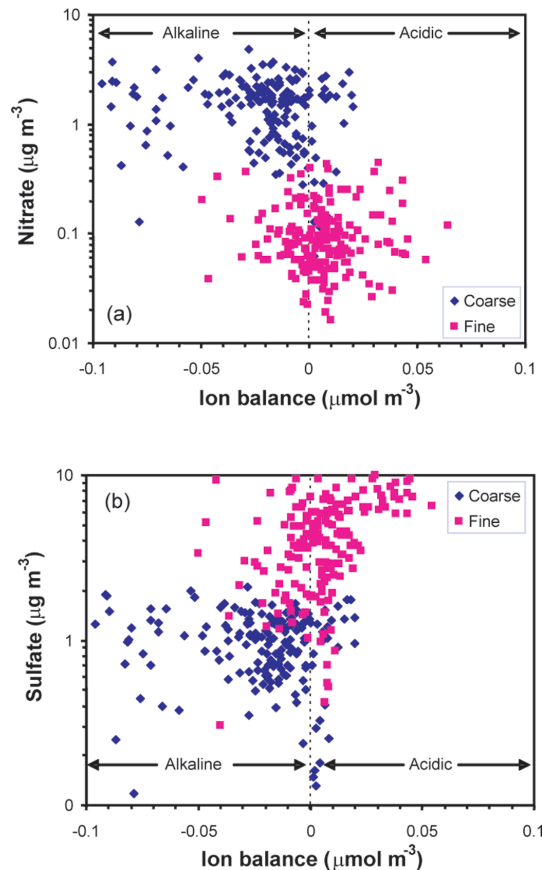 Alkaline
Acidic
10
1
0.1
0.01
Nitrate (μg m-3)
(a)
Coarse
Fine
-0.1
-0.05
0
0.05
0.1
Ion balance (μmol m-3)
(b)
Coarse
Fine
10
1
0
Sulfate (μg m-3)
Alkaline
Acidic
-0.1
-0.05
0
0.05
0.1
Ion balance (μmol m-3)